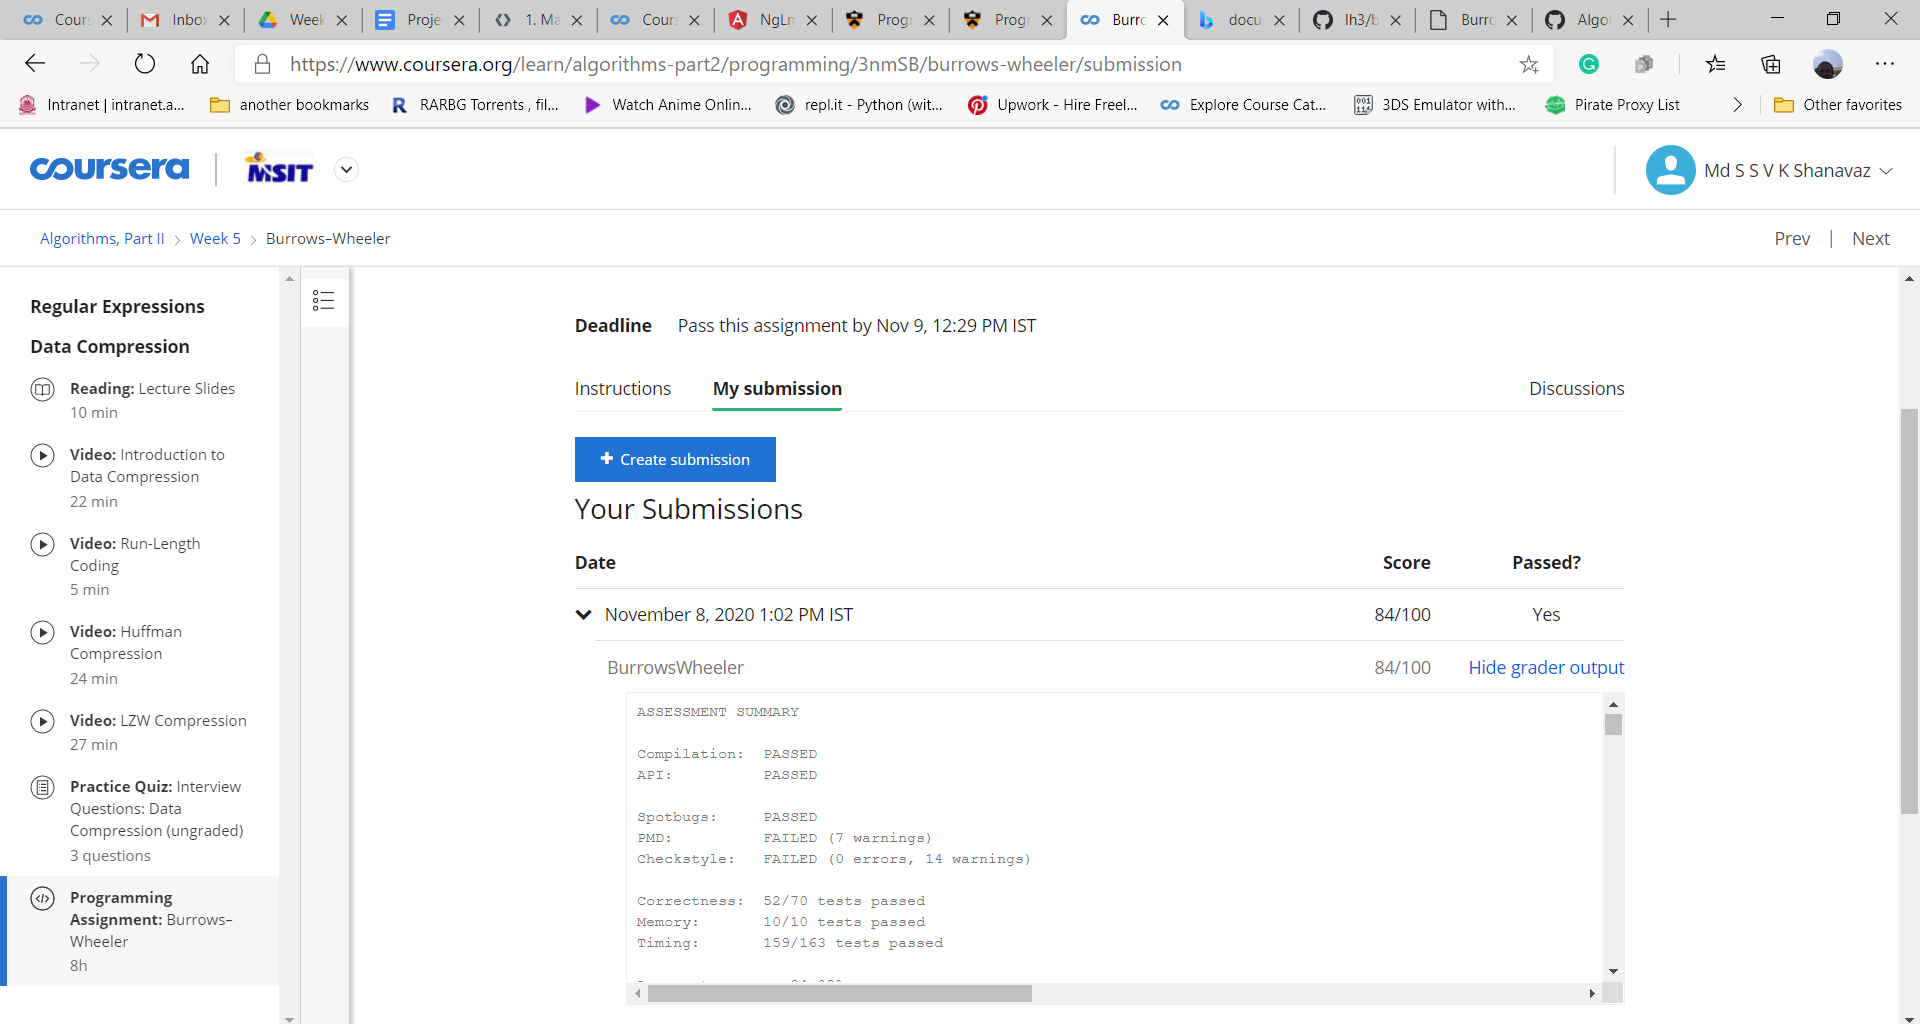 Cours
Inbox
Week
Proje
1. Ma
Cours
NgLm
Progr
Progr
Burro
docu
lh3/b
Burro
Algor
https://www.coursera.org/learn/algorithms-part2/programming/3nmSB/burrows-wheeler/submission
Intranet | intranet.a...
another bookmarks
RARBG Torrents , fil...
Watch Anime Online...
repl.it - Python (wit...
Upwork - Hire Freel...
Explore Course Cat...
3DS Emulator with...
Pirate Proxy List
Other favorites
coursera
MSIT
Md S S V K Shanavaz
Algorithms, Part II > Week 5 > Burrows–Wheeler
Prev | Next
Regular Expressions
Data Compression
Reading: Lecture Slides
10 min
Video: Introduction to
Data Compression
22 min
Video: Run-Length
Coding
5 min
Video: Huffman
Compression
24 min
Video: LZW Compression
27 min
Practice Quiz: Interview
Questions: Data
Compression (ungraded)
3 questions
Programming
Assignment: Burrows–
Wheeler
8h
Deadline Pass this assignment by Nov 9, 12:29 PM IST
Instructions
My submission
Discussions
+ Create submission
Your Submissions
Date Score Passed?
November 8, 2020 1:02 PM IST 84/100 Yes
BurrowsWheeler 84/100 Hide grader output
ASSESSMENT SUMMARY
Compilation: PASSED
API: PASSED
Spotbugs: PASSED
PMD: FAILED (7 warnings)
Checkstyle: FAILED (0 errors, 14 warnings)
Correctness: 52/70 tests passed
Memory: 10/10 tests passed
Timing: 159/163 tests passed